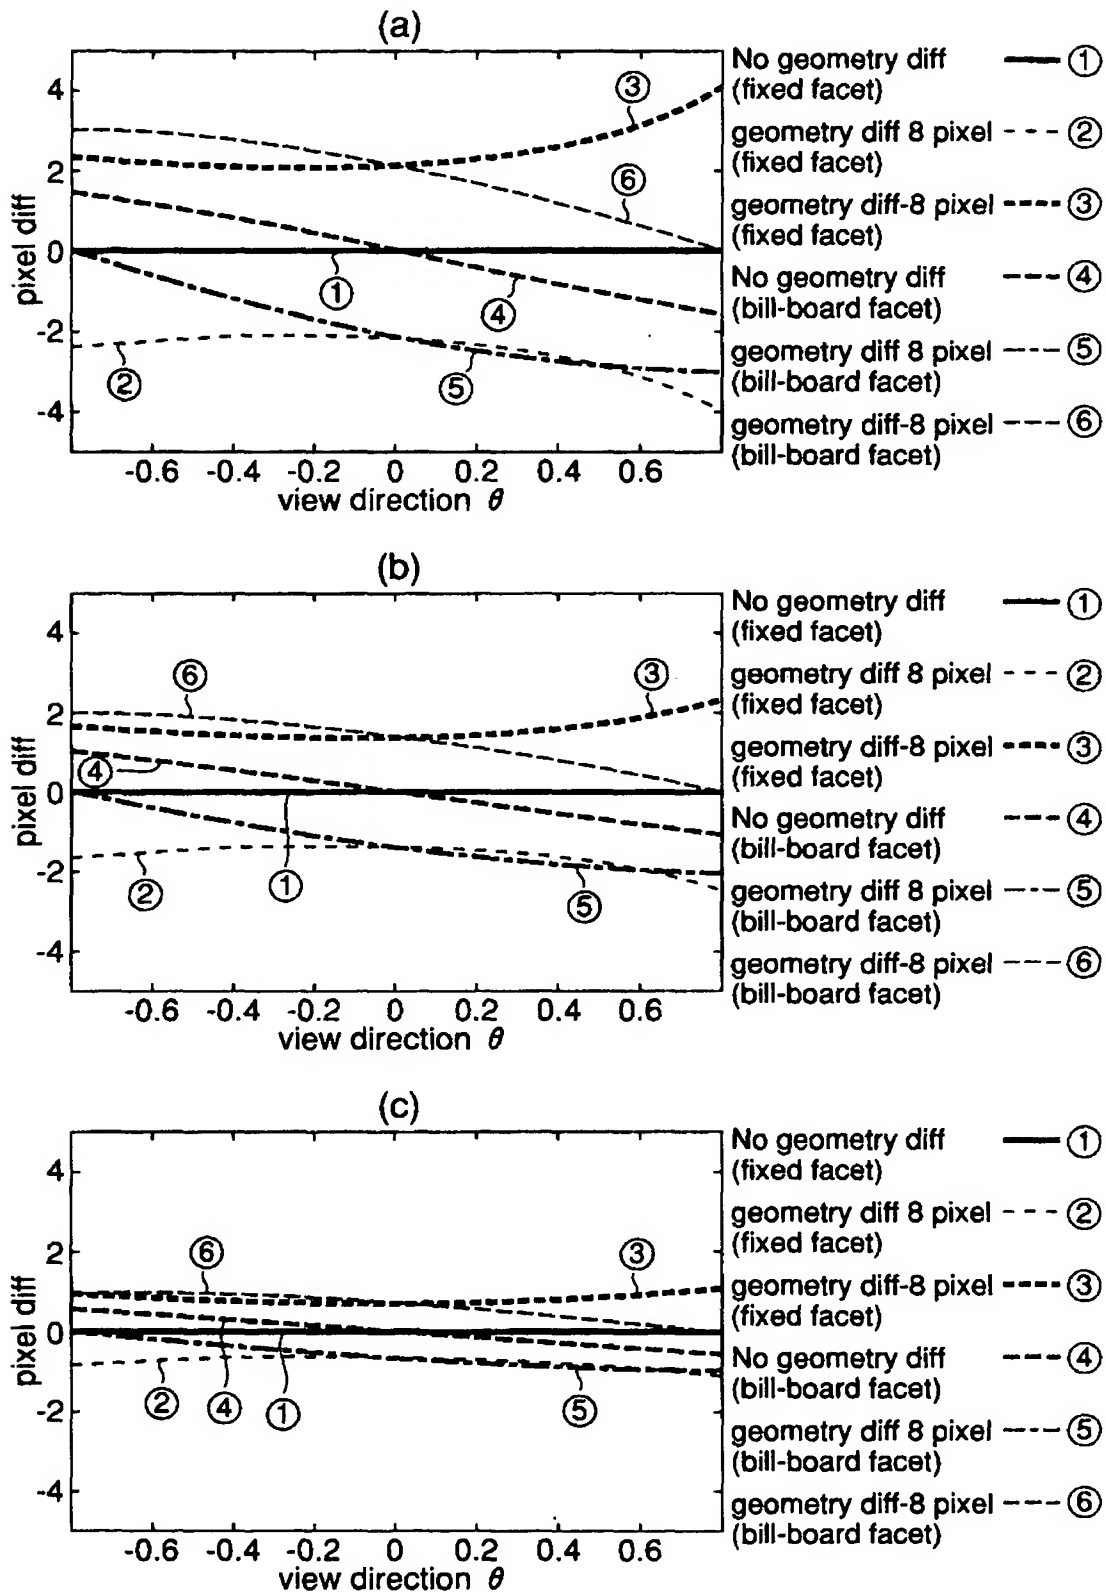 (a)
4
2
0
-2
-4
pixel diff
③
⑥
①
④
②
⑤
-0.6 -0.4 -0.2 0 0.2 0.4 0.6
view direction θ
No geometry diff ①
(fixed facet)
geometry diff 8 pixel ②
(fixed facet)
geometry diff-8 pixel ③
(fixed facet)
No geometry diff ④
(bill-board facet)
geometry diff 8 pixel ⑤
(bill-board facet)
geometry diff-8 pixel ⑥
(bill-board facet)
(b)
4
2
0
-2
-4
pixel diff
⑥
③
④
②
①
⑤
-0.6 -0.4 -0.2 0 0.2 0.4 0.6
view direction θ
No geometry diff ①
(fixed facet)
geometry diff 8 pixel ②
(fixed facet)
geometry diff-8 pixel ③
(fixed facet)
No geometry diff ④
(bill-board facet)
geometry diff 8 pixel ⑤
(bill-board facet)
geometry diff-8 pixel ⑥
(bill-board facet)
(c)
4
2
0
-2
-4
pixel diff
⑥
③
②
④
①
⑤
-0.6 -0.4 -0.2 0 0.2 0.4 0.6
view direction θ
No geometry diff ①
(fixed facet)
geometry diff 8 pixel ②
(fixed facet)
geometry diff-8 pixel ③
(fixed facet)
No geometry diff ④
(bill-board facet)
geometry diff 8 pixel ⑤
(bill-board facet)
geometry diff-8 pixel ⑥
(bill-board facet)